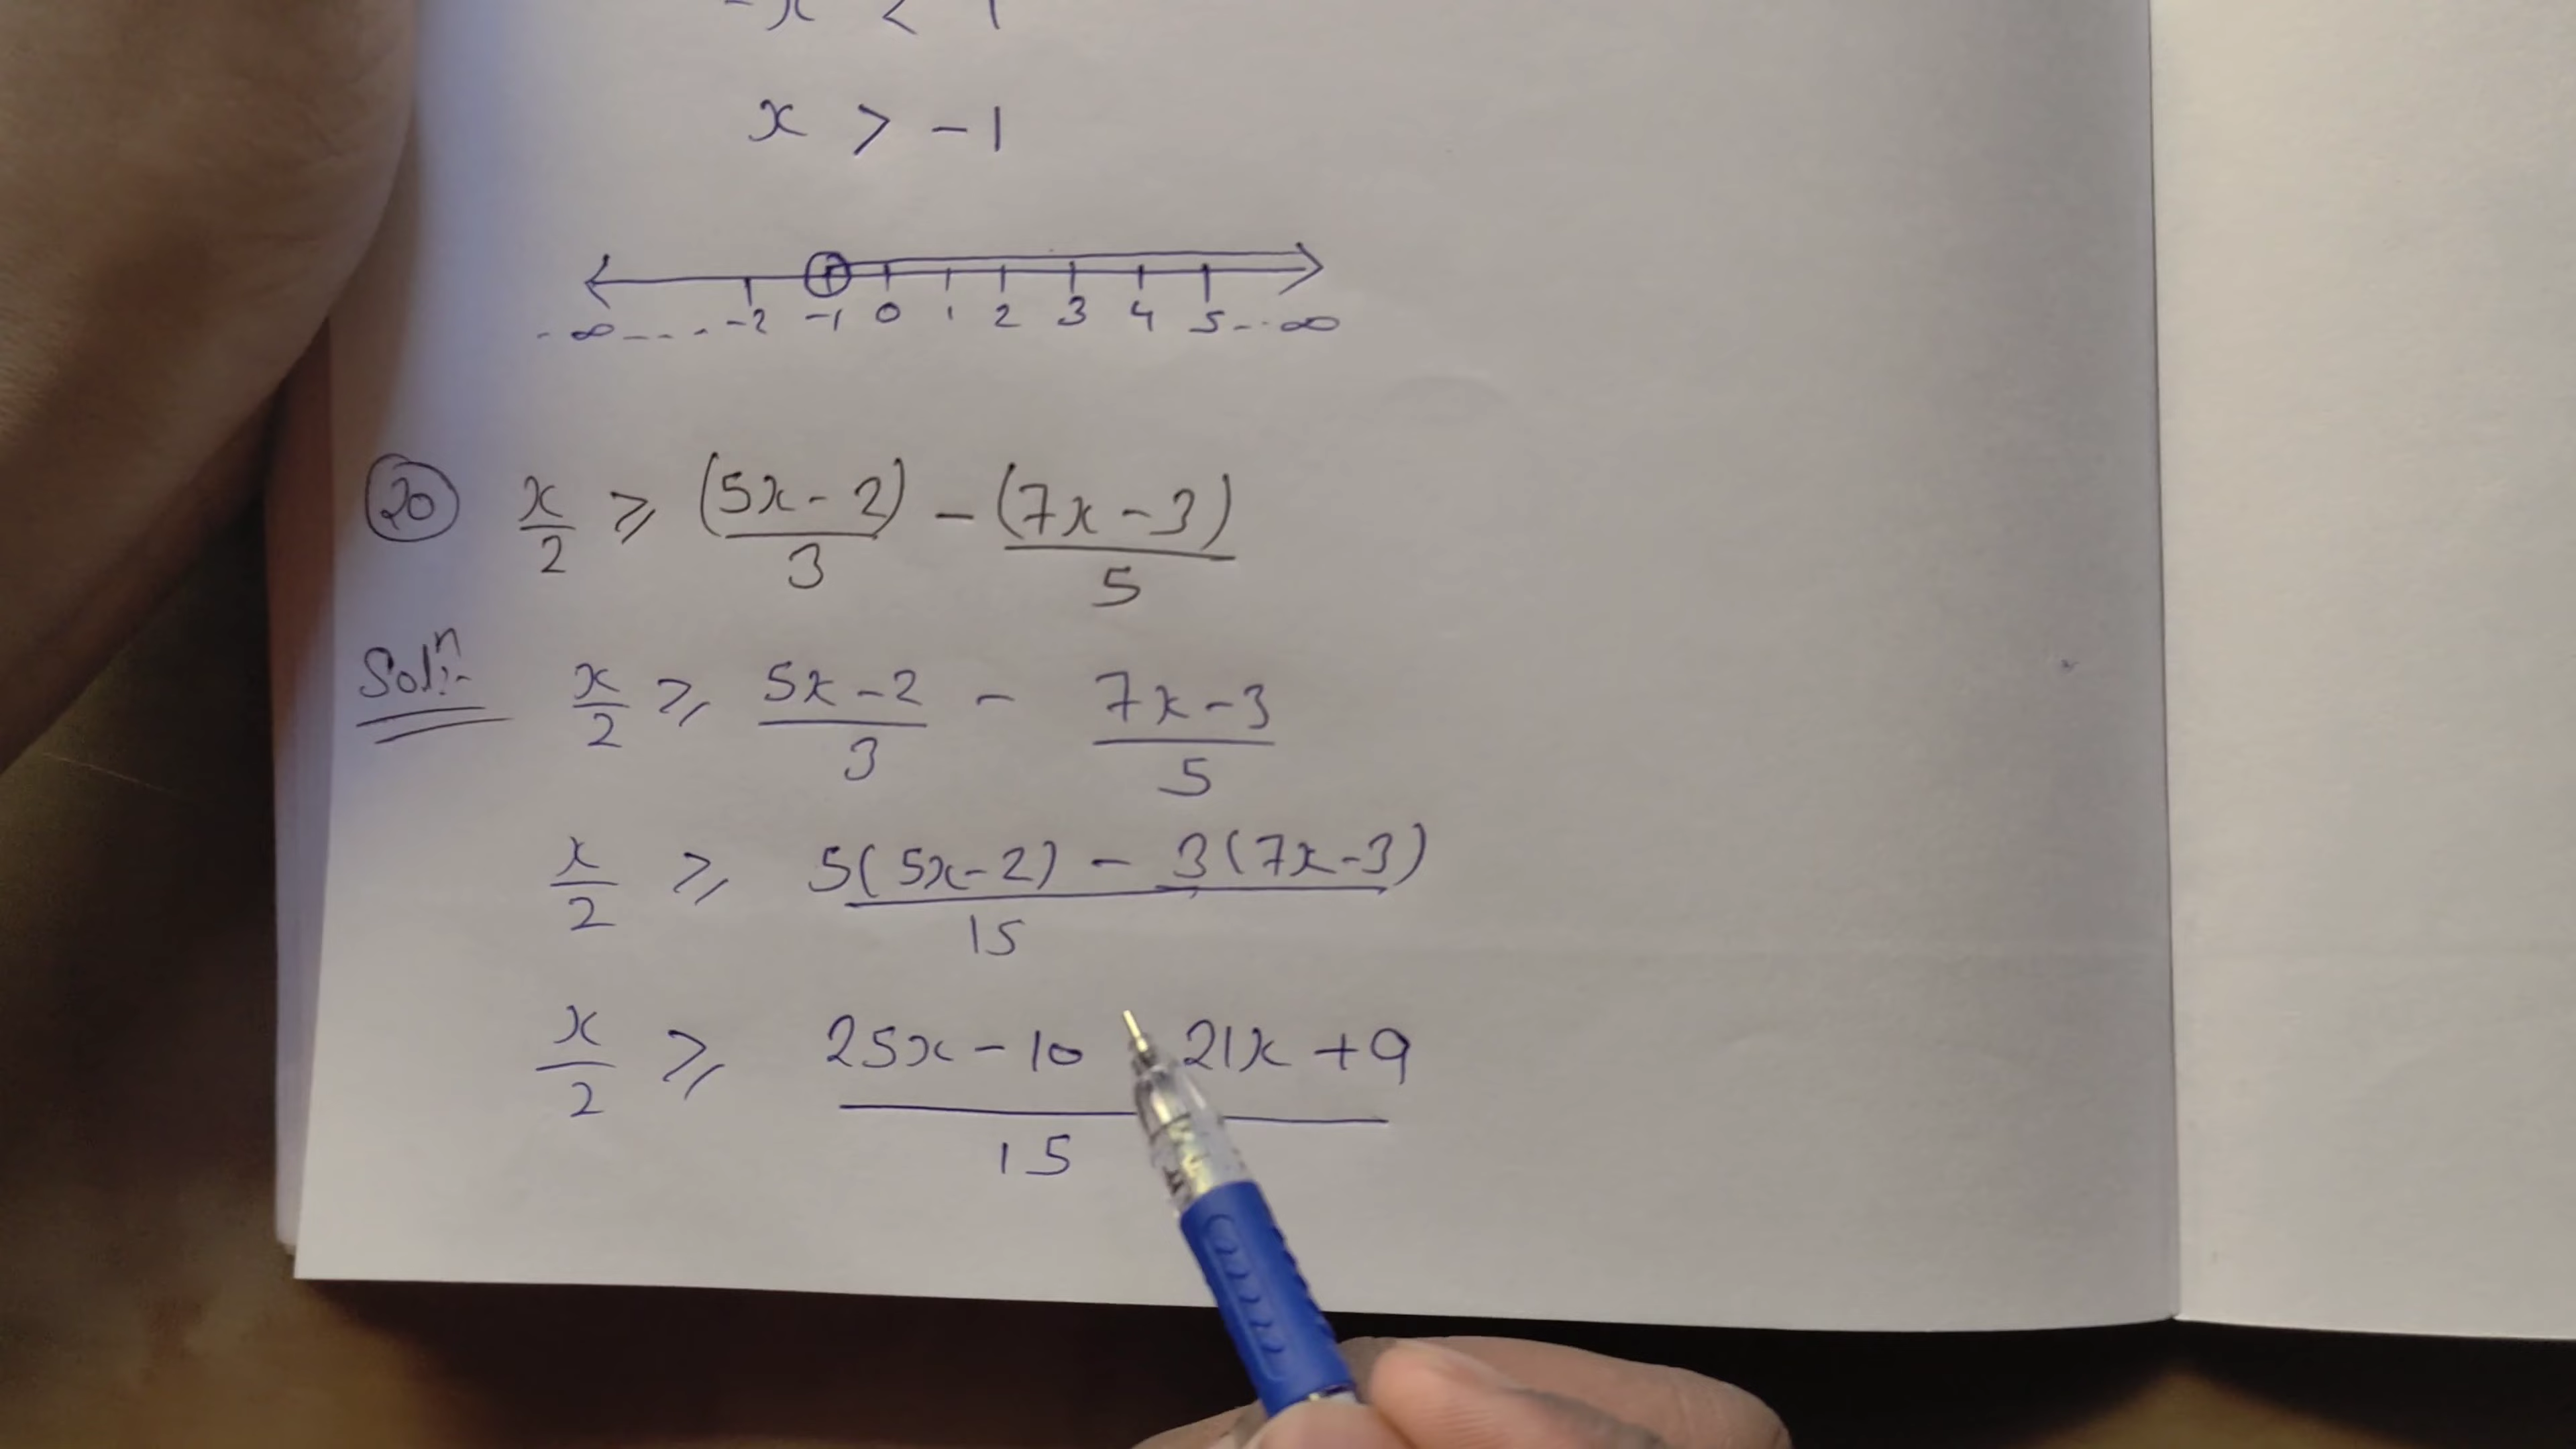 -x < 1
x > -1
-∞ ... -2 -1 0 1 2 3 4 5 -- ∞
(20) x/2 ≥ (5x-2)/3 - (7x-3)/5
Solⁿ:- x/2 ≥ 5x-2/3 - 7x-3/5
x/2 ≥ 5(5x-2) - 3(7x-3)/15
x/2 ≥ 25x-10 21x+9/15